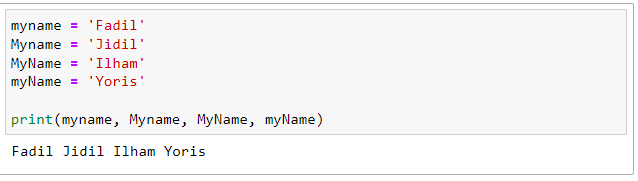 myname = 'Fadil'
Myname = 'Jidil'
MyName = 'Ilham'
myName = 'Yoris'
print(myname, Myname, MyName, myName)
Fadil Jidil Ilham Yoris